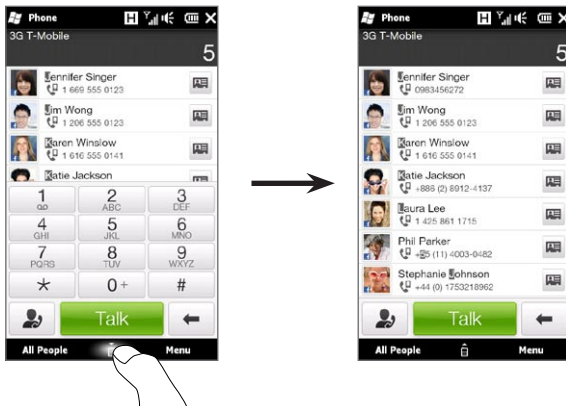 Phone
3G T-Mobile
5
Jennifer Singer
1 669 555 0123
Jim Wong
1 206 555 0123
Karen Winslow
1 616 555 0141
Katie Jackson
1
2 ABC
3 DEF
4 GHI
5 JKL
6 MNO
7 PQRS
8 TUV
9 WXYZ
*
0 +
#
Talk
All People
Menu
Phone
3G T-Mobile
5
Jennifer Singer
0983456272
Jim Wong
1 206 555 0123
Karen Winslow
1 616 555 0141
Katie Jackson
+886 (2) 8912-4137
Laura Lee
1 425 861 1715
Phil Parker
+55 (11) 4003-0482
Stephanie Johnson
+44 (0) 1753218962
Talk
All People
Menu